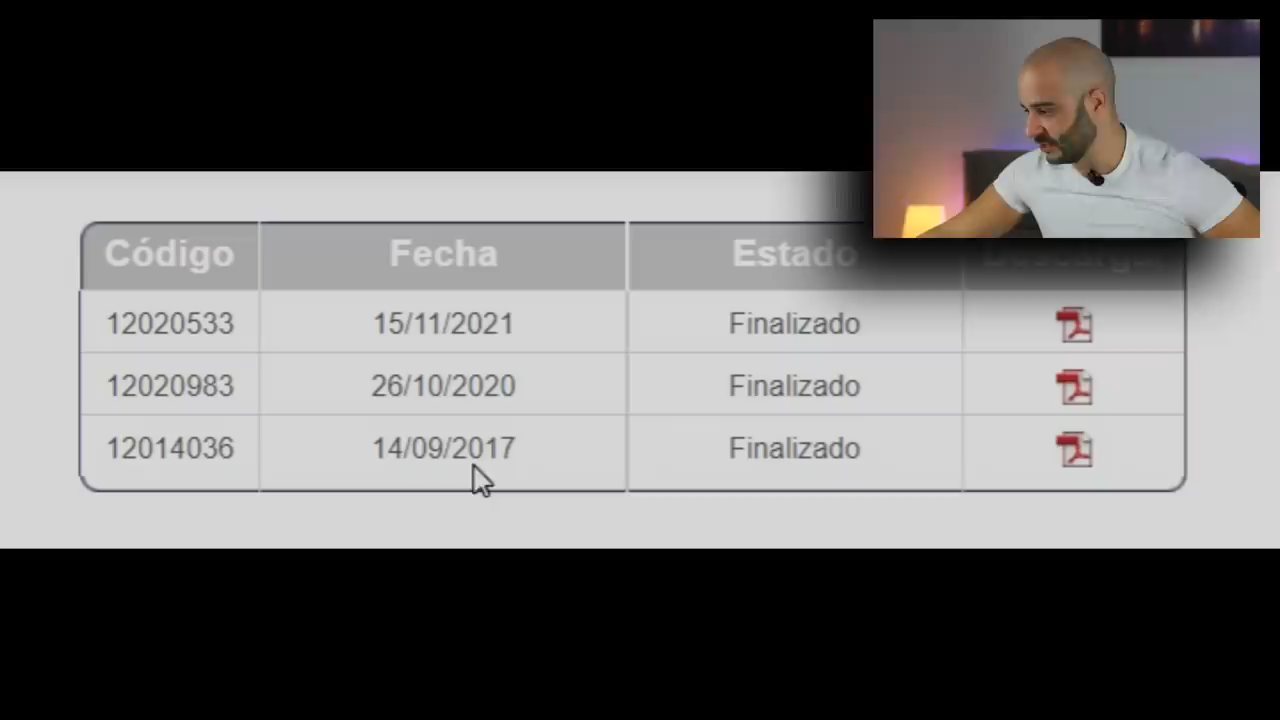 Código Fecha Estado
12020533 15/11/2021 Finalizado
12020983 26/10/2020 Finalizado
12014036 14/09/2017 Finalizado